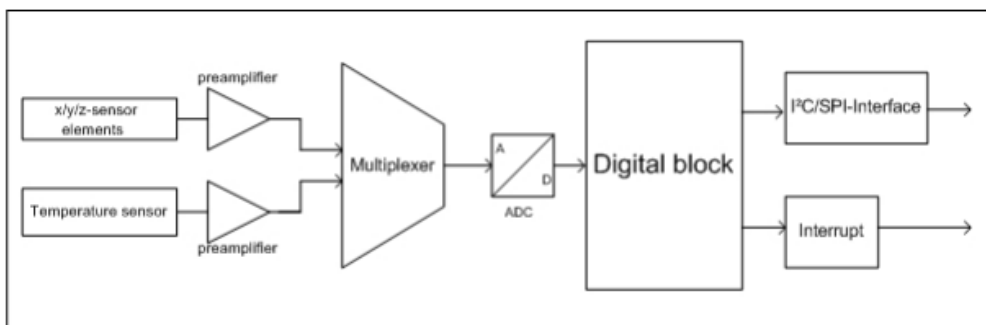 preamplifier
x/y/z-sensor
elements
Temperature sensor
preamplifier
Multiplexer
A
D
ADC
Digital block
I²C/SPI-Interface
Interrupt